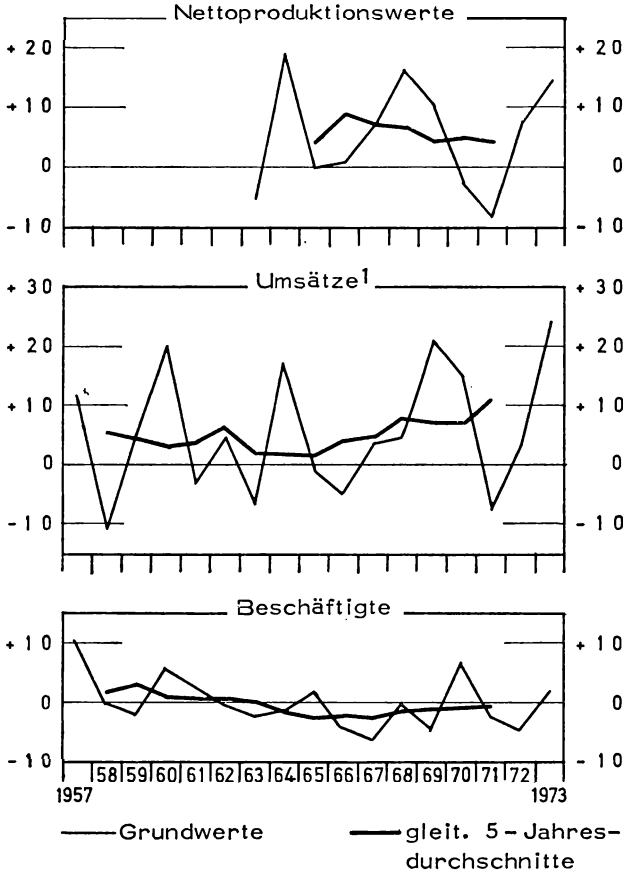 Nettoproduktionswerte
+ 20 + 20
+ 10 + 10
0 0
- 10 - 10
Umsätze¹
+ 30 + 30
+ 20 + 20
+ 10 + 10
0 0
- 10 - 10
Beschäftigte
+ 10 + 10
0 0
- 10 - 10
58 59 60 61 62 63 64 65 66 67 68 69 70 71 72
1957 1973
Grundwerte gleit. 5 - Jahres-
durchschnitte